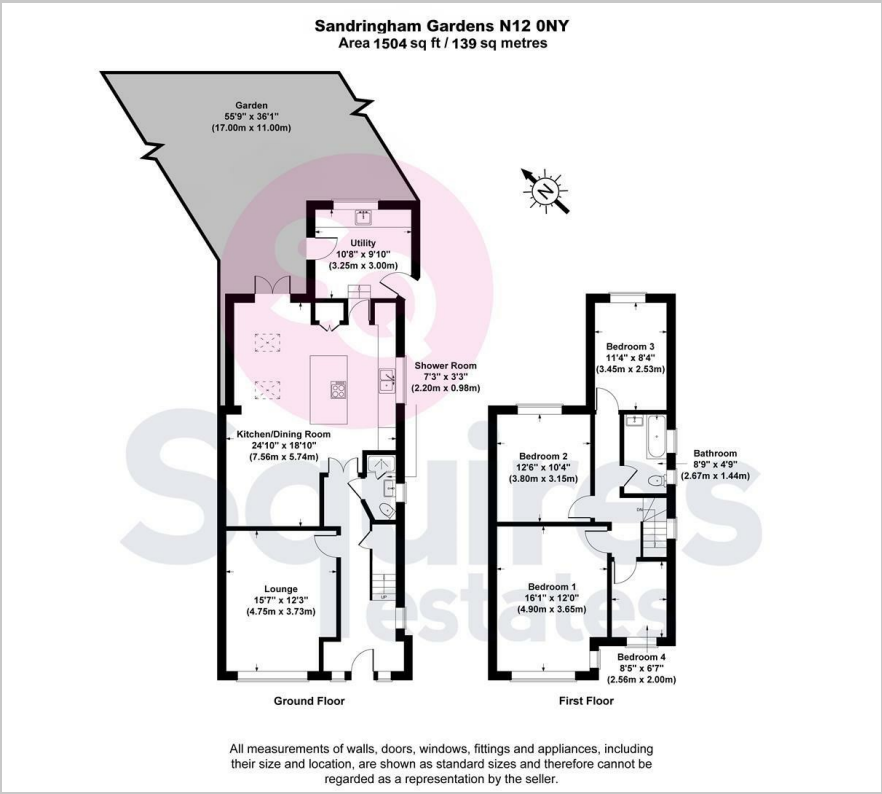 Sandringham Gardens N12 0NY
Area 1504 sq ft / 139 sq metres
Garden
55'9" x 36'1"
(17.00m x 11.00m)
N
Utility
10'8" x 9'10"
(3.25m x 3.00m)
SQ
Shower Room
7'3" x 3'3"
(2.20m x 0.98m)
Kitchen/Dining Room
24'10" x 18'10"
(7.56m x 5.74m)
Lounge
15'7" x 12'3"
(4.75m x 3.73m)
UP
Ground Floor
Bedroom 3
11'4" x 8'4"
(3.45m x 2.53m)
Bedroom 2
12'6" x 10'4"
(3.80m x 3.15m)
Bathroom
8'9" x 4'9"
(2.67m x 1.44m)
DN
Bedroom 1
16'1" x 12'0"
(4.90m x 3.65m)
Bedroom 4
8'5" x 6'7"
(2.56m x 2.00m)
First Floor
Squires
estates
All measurements of walls, doors, windows, fittings and appliances, including
their size and location, are shown as standard sizes and therefore cannot be
regarded as a representation by the seller.